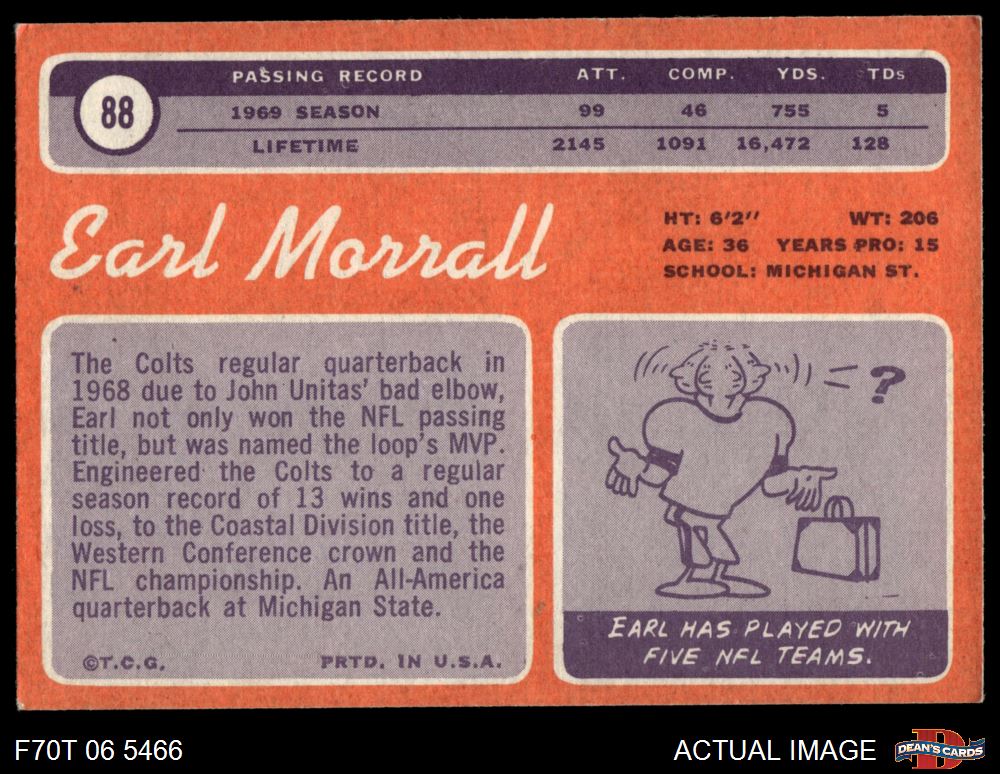 88
PASSING RECORD ATT. COMP. YDS. TDs
1969 SEASON 99 46 755 5
LIFETIME 2145 1091 16,472 128
Earl Morrall
HT: 6'2" WT: 206
AGE: 36 YEARS PRO: 15
SCHOOL: MICHIGAN ST.
The Colts regular quarterback in
1968 due to John Unitas' bad elbow,
Earl not only won the NFL passing
title, but was named the loop's MVP.
Engineered the Colts to a regular
season record of 13 wins and one
loss, to the Coastal Division title, the
Western Conference crown and the
NFL championship. An All-America
quarterback at Michigan State.
©T.C.G. PRTD. IN U.S.A.
?
EARL HAS PLAYED WITH
FIVE NFL TEAMS.
F70T 06 5466
ACTUAL IMAGE
D
DEAN'S CARDS